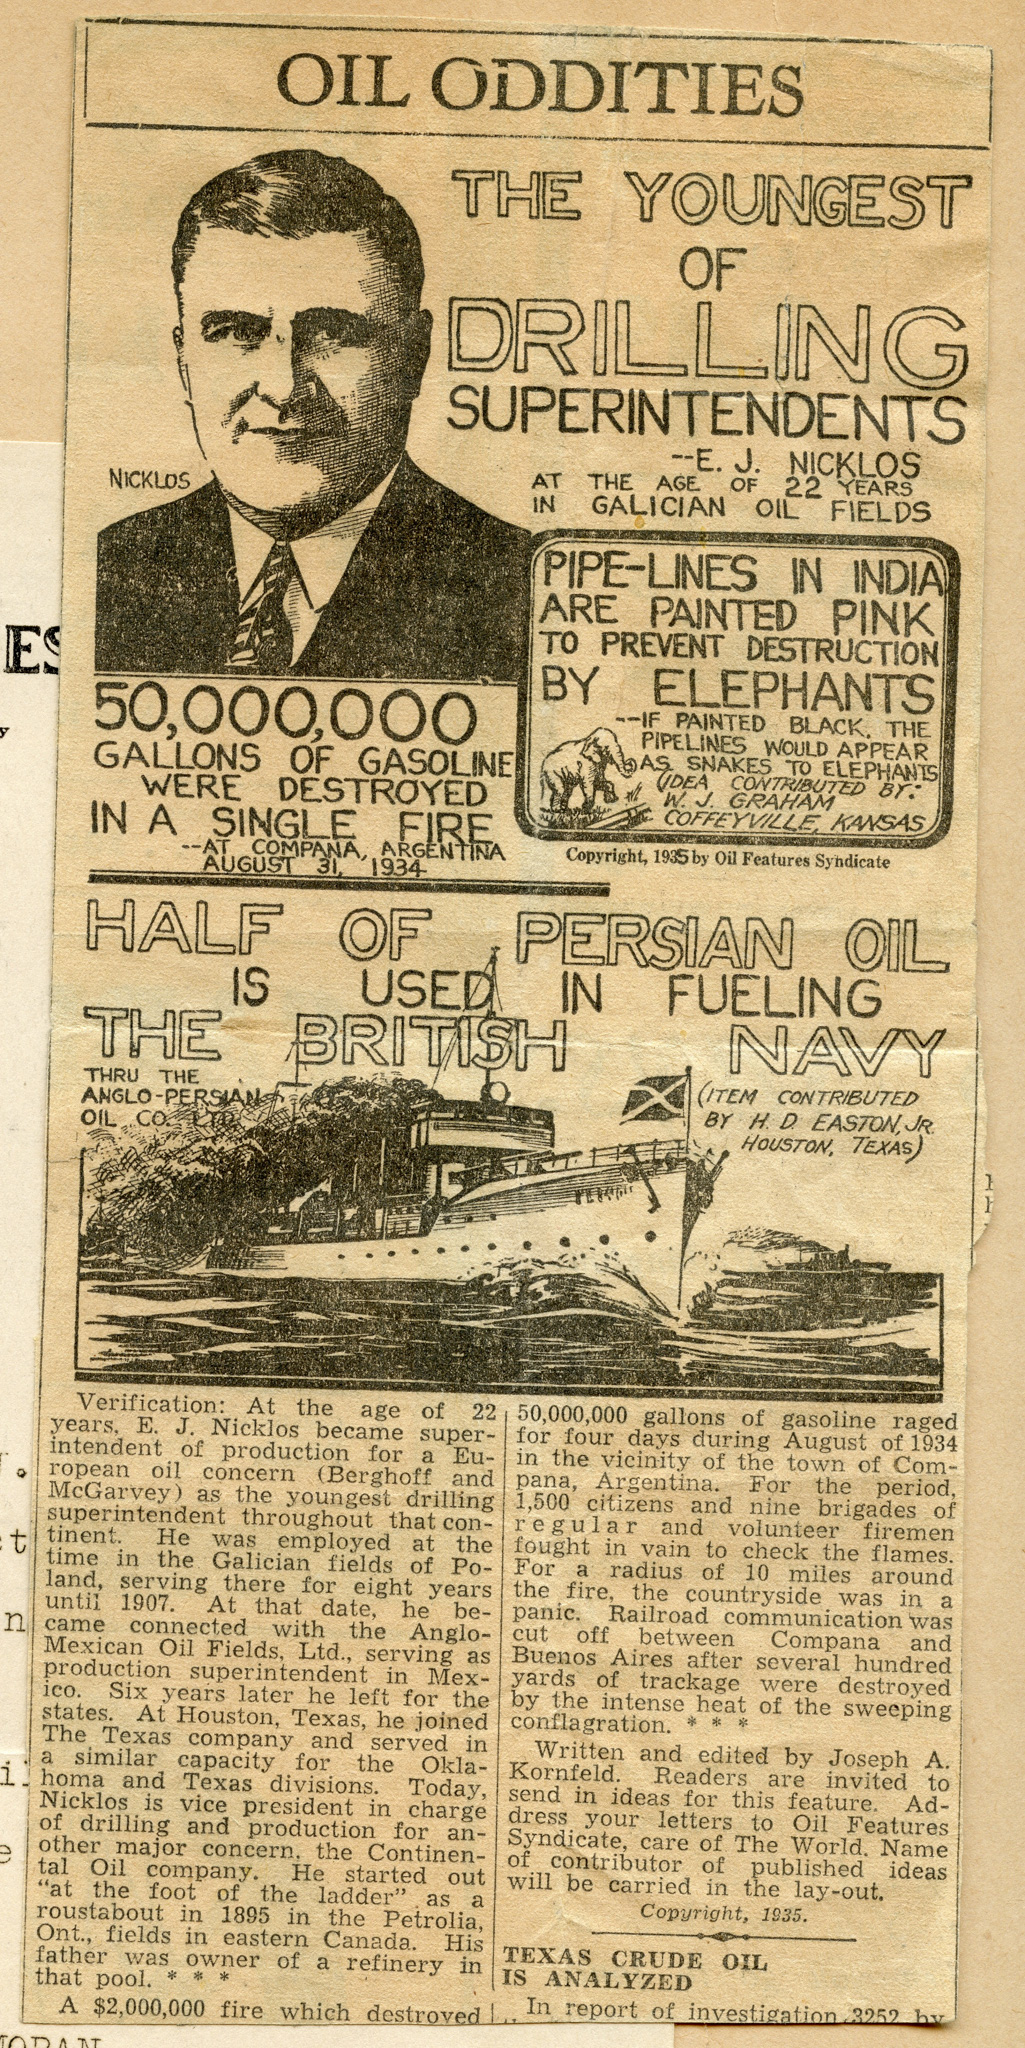 OIL ODDITIES
THE YOUNGEST
OF
DRILLING
SUPERINTENDENTS
--E. J. NICKLOS
AT THE AGE OF 22 YEARS
IN GALICIAN OIL FIELDS
NICKLOS
PIPE-LINES IN INDIA
ARE PAINTED PINK
TO PREVENT DESTRUCTION
BY ELEPHANTS
--IF PAINTED BLACK, THE
PIPELINES WOULD APPEAR
AS SNAKES TO ELEPHANTS
(IDEA CONTRIBUTED BY:
W. J. GRAHAM
COFFEYVILLE, KANSAS
50,000,000
GALLONS OF GASOLINE
WERE DESTROYED
IN A SINGLE FIRE
--AT COMPANA, ARGENTINA
AUGUST 31, 1934
Copyright, 1935 by Oil Features Syndicate
HALF OF PERSIAN OIL
IS USED IN FUELING
THE BRITISH NAVY
THRU THE
ANGLO-PERSIAN
OIL CO. LTD.
(ITEM CONTRIBUTED
BY H. D. EASTON, JR.
HOUSTON, TEXAS)
Verification: At the age of 22
years, E. J. Nicklos became super-
intendent of production for a Eu-
ropean oil concern (Berghoff and
McGarvey) as the youngest drilling
superintendent throughout that con-
tinent. He was employed at the
time in the Galician fields of Po-
land, serving there for eight years
until 1907. At that date, he be-
came connected with the Anglo-
Mexican Oil Fields, Ltd., serving as
production superintendent in Mex-
ico. Six years later he left for the
states. At Houston, Texas, he joined
The Texas company and served in
a similar capacity for the Okla-
homa and Texas divisions. Today,
Nicklos is vice president in charge
of drilling and production for an-
other major concern, the Continen-
tal Oil company. He started out
"at the foot of the ladder" as a
roustabout in 1895 in the Petrolia,
Ont., fields in eastern Canada. His
father was owner of a refinery in
that pool. * * *
A $2,000,000 fire which destroyed
50,000,000 gallons of gasoline raged
for four days during August of 1934
in the vicinity of the town of Com-
pana, Argentina. For the period,
1,500 citizens and nine brigades of
regular and volunteer firemen
fought in vain to check the flames.
For a radius of 10 miles around
the fire, the countryside was in a
panic. Railroad communication was
cut off between Compana and
Buenos Aires after several hundred
yards of trackage were destroyed
by the intense heat of the sweeping
conflagration. * * *
Written and edited by Joseph A.
Kornfeld. Readers are invited to
send in ideas for this feature. Ad-
dress your letters to Oil Features
Syndicate, care of The World. Name
of contributor of published ideas
will be carried in the lay-out.
Copyright, 1935.
TEXAS CRUDE OIL
IS ANALYZED
In report of investigation 3252 by
ES
y
et
n
e
MORAN